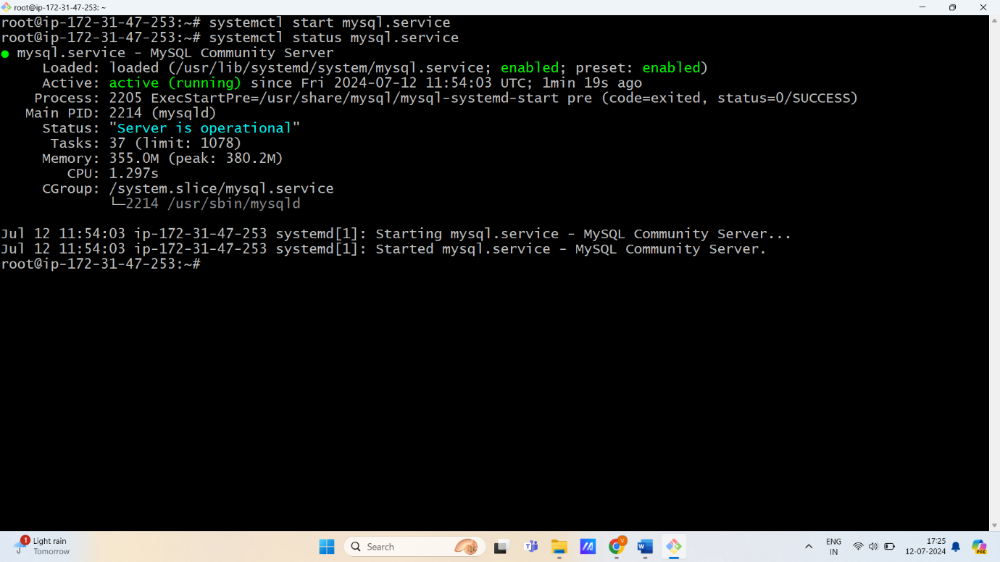 root@ip-172-31-47-253: ~
root@ip-172-31-47-253:~# systemctl start mysql.service
root@ip-172-31-47-253:~# systemctl status mysql.service
● mysql.service - MySQL Community Server
     Loaded: loaded (/usr/lib/systemd/system/mysql.service; enabled; preset: enabled)
     Active: active (running) since Fri 2024-07-12 11:54:03 UTC; 1min 19s ago
    Process: 2205 ExecStartPre=/usr/share/mysql/mysql-systemd-start pre (code=exited, status=0/SUCCESS)
   Main PID: 2214 (mysqld)
     Status: "Server is operational"
      Tasks: 37 (limit: 1078)
     Memory: 355.0M (peak: 380.2M)
        CPU: 1.297s
     CGroup: /system.slice/mysql.service
             └─2214 /usr/sbin/mysqld
Jul 12 11:54:03 ip-172-31-47-253 systemd[1]: Starting mysql.service - MySQL Community Server...
Jul 12 11:54:03 ip-172-31-47-253 systemd[1]: Started mysql.service - MySQL Community Server.
root@ip-172-31-47-253:~#
1
Light rain
Tomorrow
Search
V
W
ENG
IN
17:25
12-07-2024
PRE